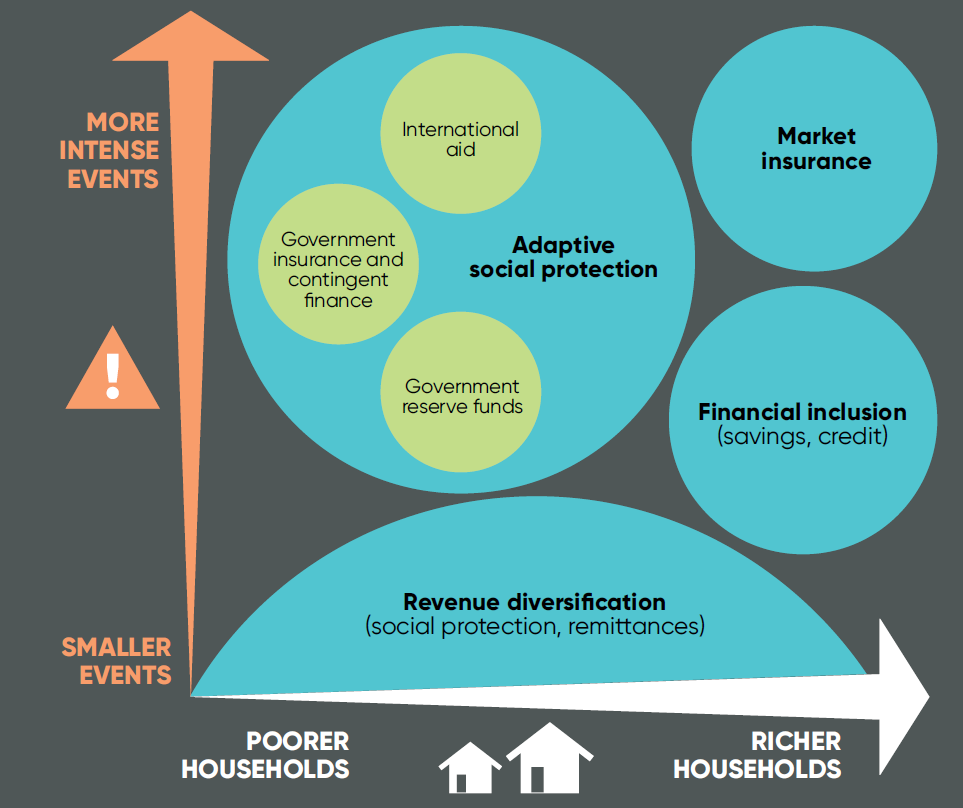 MORE
INTENSE
EVENTS
International
aid
Market
insurance
Government
insurance and
contingent
finance
Adaptive
social protection
!
Government
reserve funds
Financial inclusion
(savings, credit)
Revenue diversification
(social protection, remittances)
SMALLER
EVENTS
POORER
HOUSEHOLDS
RICHER
HOUSEHOLDS